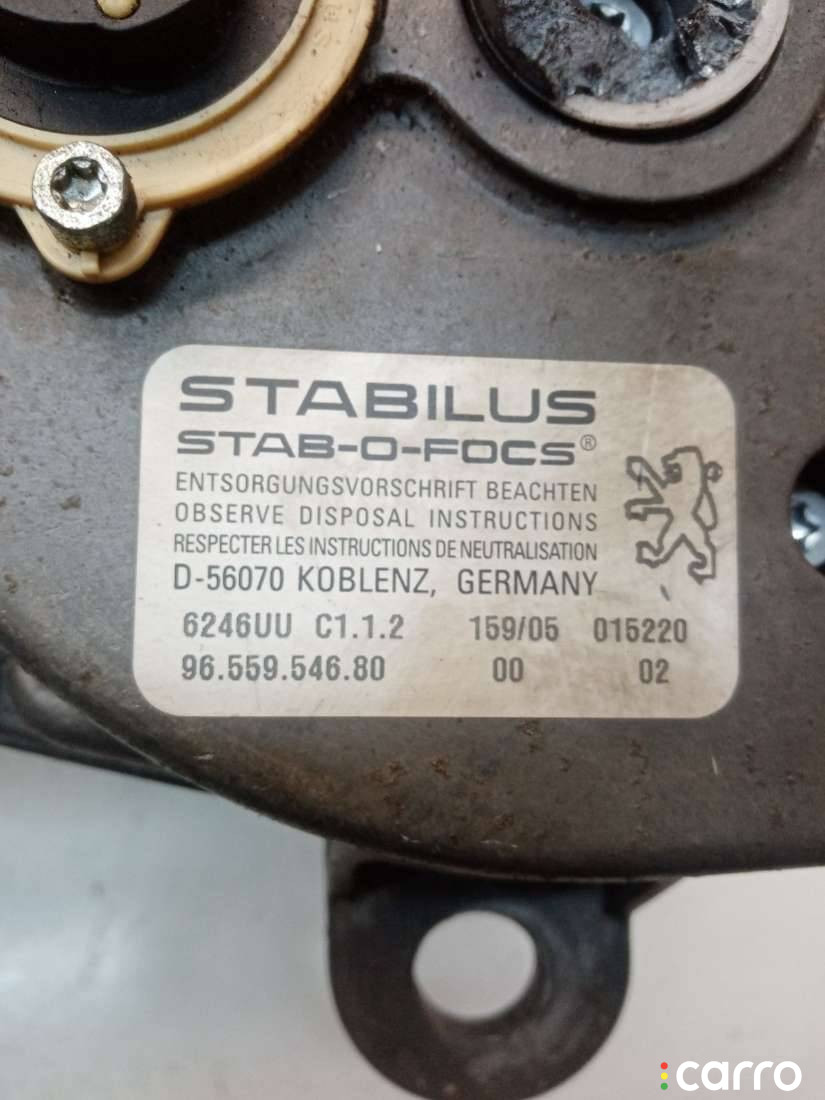 STABILUS
STAB-O-FOCS®
ENTSORGUNGSVORSCHRIFT BEACHTEN
OBSERVE DISPOSAL INSTRUCTIONS
RESPECTER LES INSTRUCTIONS DE NEUTRALISATION
D-56070 KOBLENZ, GERMANY
6246UU C1.1.2 159/05 015220
96.559.546.80 00 02
carro